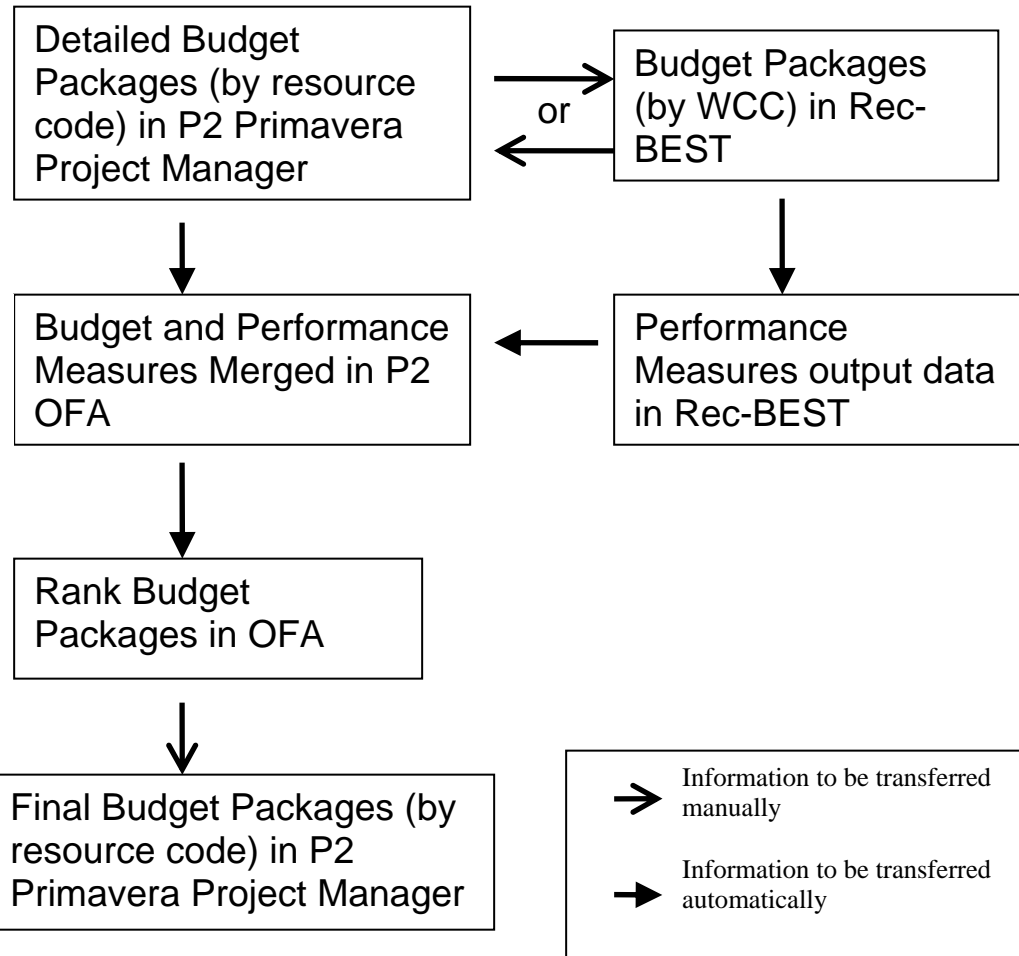 Detailed Budget
Packages (by resource
code) in P2 Primavera
Project Manager
or
Budget Packages
(by WCC) in Rec-
BEST
Budget and Performance
Measures Merged in P2
OFA
Performance
Measures output data
in Rec-BEST
Rank Budget
Packages in OFA
Final Budget Packages (by
resource code) in P2
Primavera Project Manager
Information to be transferred
manually
Information to be transferred
automatically